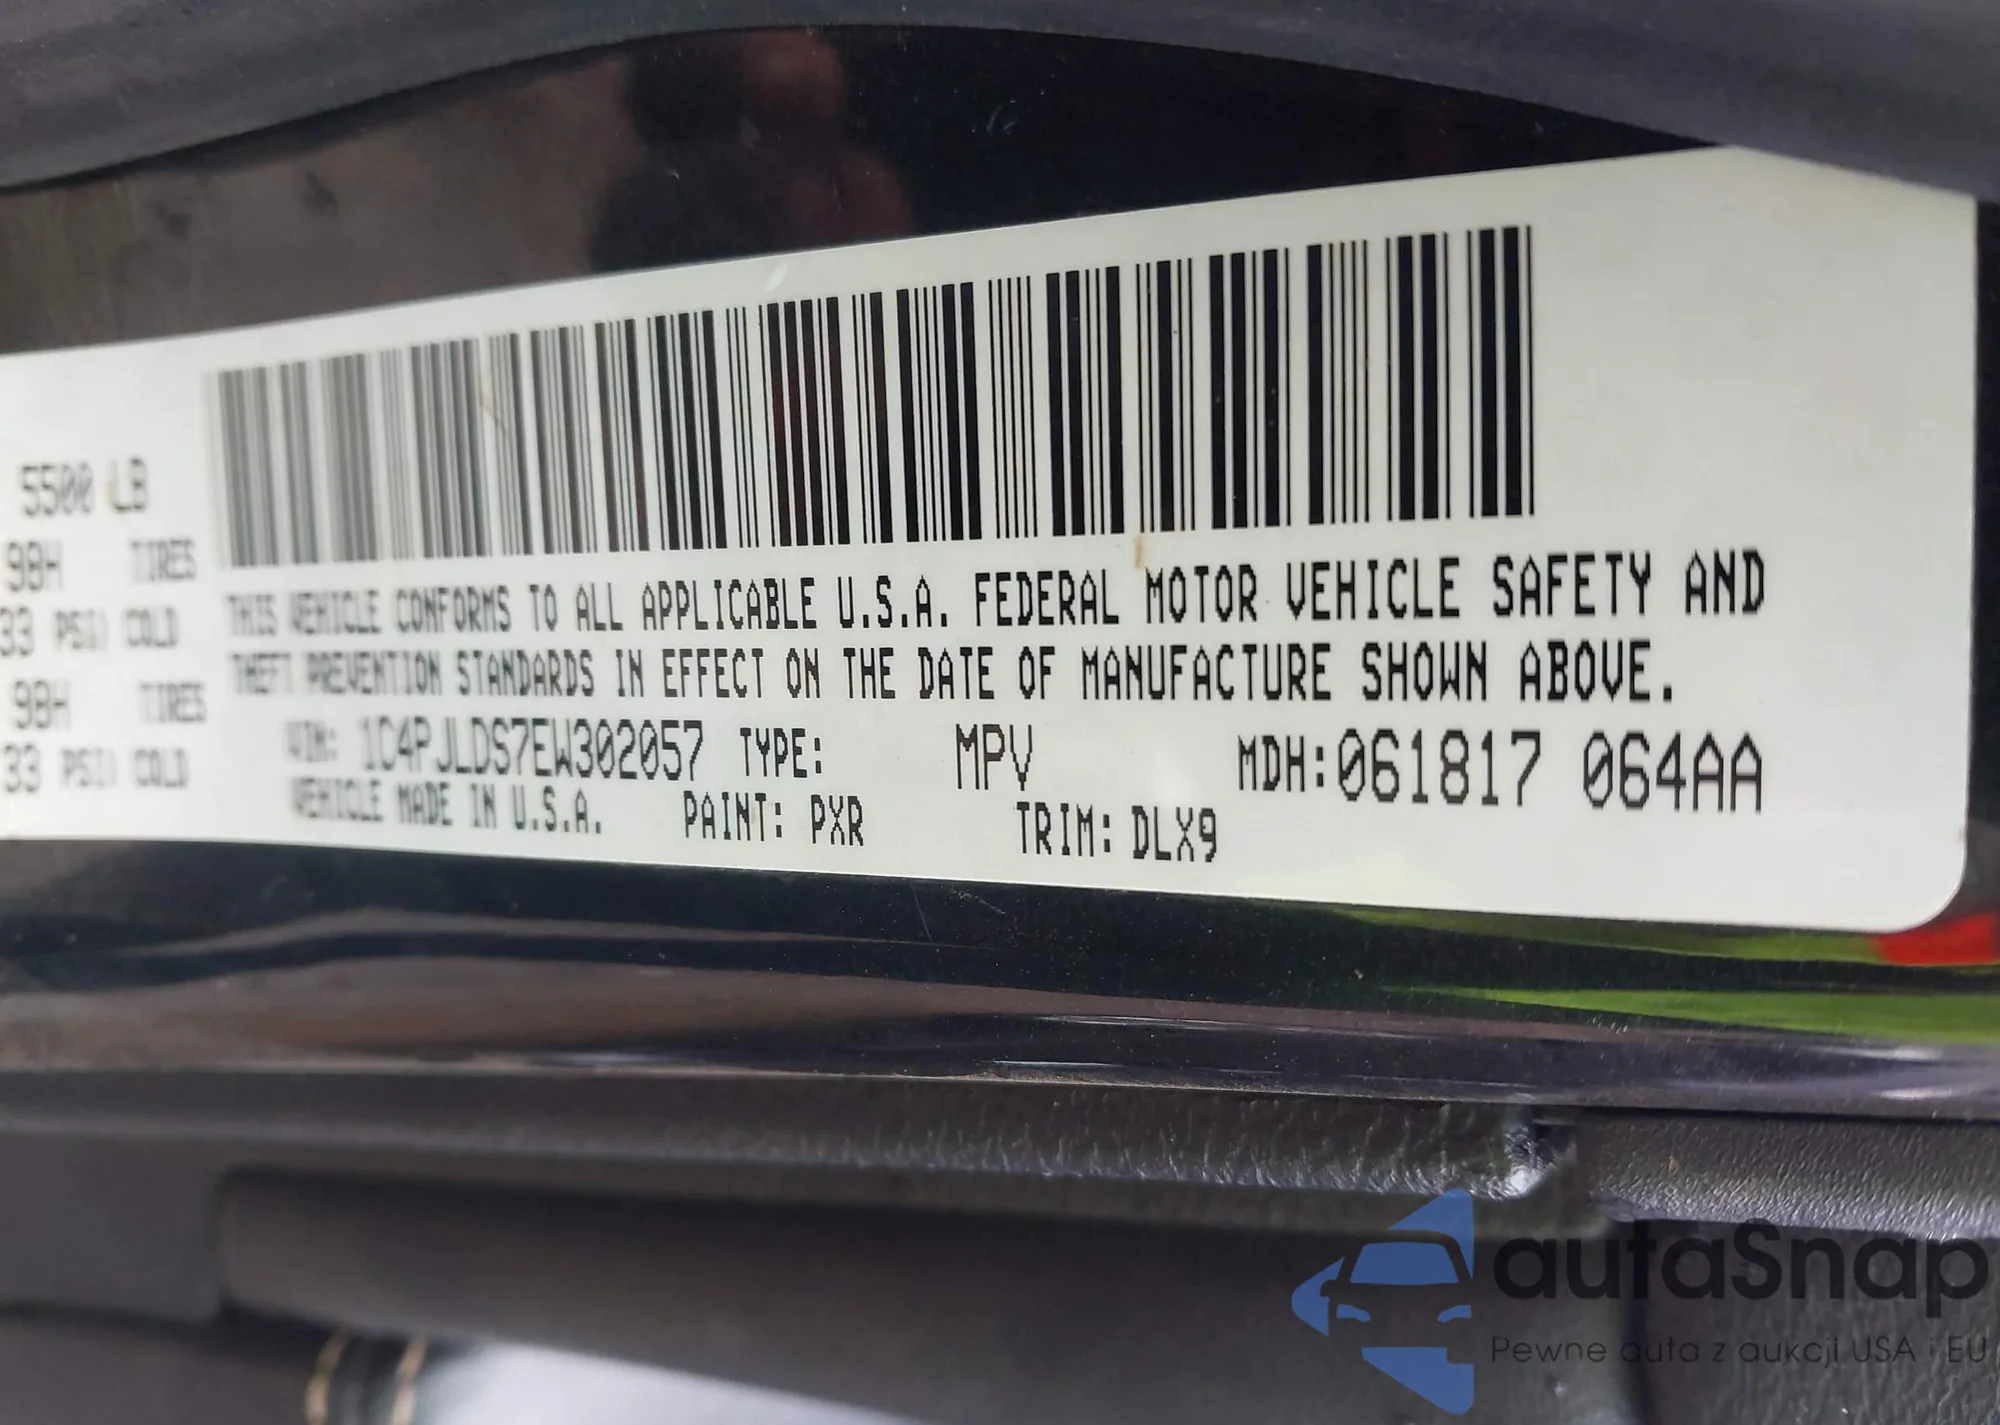 5500 LB
98H TIRES
33 PSI) COLD
98H TIRES
33 PSI) COLD
THIS VEHICLE CONFORMS TO ALL APPLICABLE U.S.A. FEDERAL MOTOR VEHICLE SAFETY AND
THEFT PREVENTION STANDARDS IN EFFECT ON THE DATE OF MANUFACTURE SHOWN ABOVE.
VIN: 1C4PJLDS7EW302057 TYPE: MPV MDH:061817 064AA
VEHICLE MADE IN U.S.A. PAINT: PXR TRIM: DLX9
autaSnap
Pewne auta z aukcji USA i EU